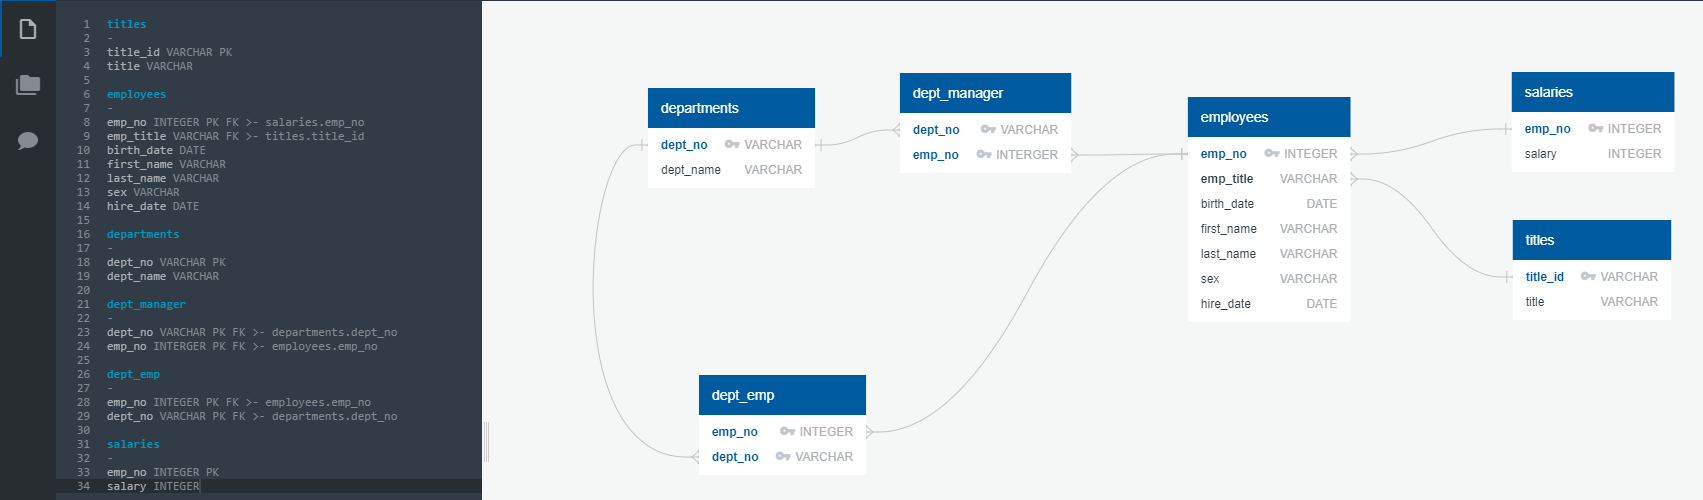 1 titles
2 -
3 title_id VARCHAR PK
4 title VARCHAR
5
6 employees
7 -
8 emp_no INTEGER PK FK >- salaries.emp_no
9 emp_title VARCHAR FK >- titles.title_id
10 birth_date DATE
11 first_name VARCHAR
12 last_name VARCHAR
13 sex VARCHAR
14 hire_date DATE
15
16 departments
17 -
18 dept_no VARCHAR PK
19 dept_name VARCHAR
20
21 dept_manager
22 -
23 dept_no VARCHAR PK FK >- departments.dept_no
24 emp_no INTERGER PK FK >- employees.emp_no
25
26 dept_emp
27 -
28 emp_no INTEGER PK FK >- employees.emp_no
29 dept_no VARCHAR PK FK >- departments.dept_no
30
31 salaries
32 -
33 emp_no INTEGER PK
34 salary INTEGER
departments
dept_no VARCHAR
dept_name VARCHAR
dept_manager
dept_no VARCHAR
emp_no INTERGER
employees
emp_no INTEGER
emp_title VARCHAR
birth_date DATE
first_name VARCHAR
last_name VARCHAR
sex VARCHAR
hire_date DATE
salaries
emp_no INTEGER
salary INTEGER
titles
title_id VARCHAR
title VARCHAR
dept_emp
emp_no INTEGER
dept_no VARCHAR